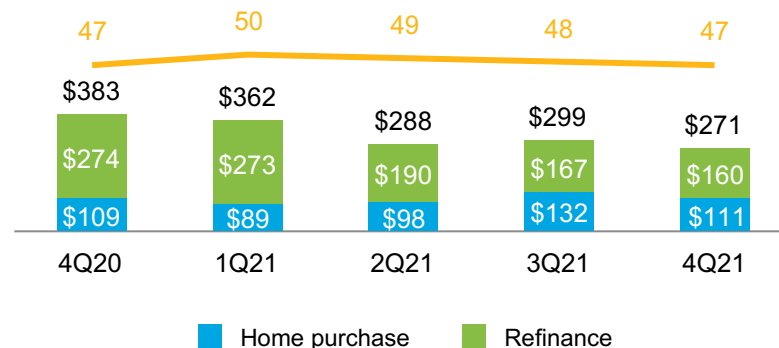 47 50 49 48 47
$383 $362 $288 $299 $271
$274 $273 $190 $167 $160
$109 $89 $98 $132 $111
4Q20 1Q21 2Q21 3Q21 4Q21
Home purchase Refinance